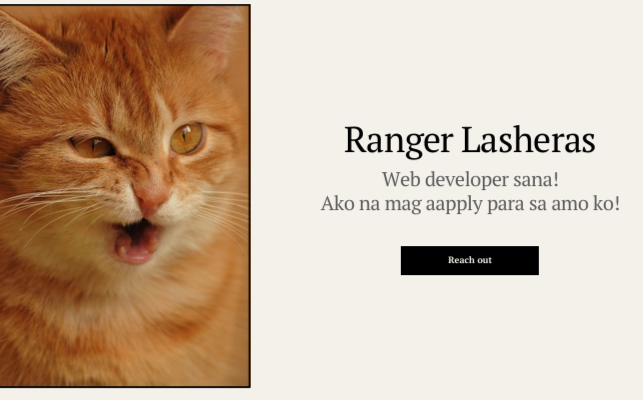 Ranger Lasheras
Web developer sana!
Ako na mag aapply para sa amo ko!
Reach out